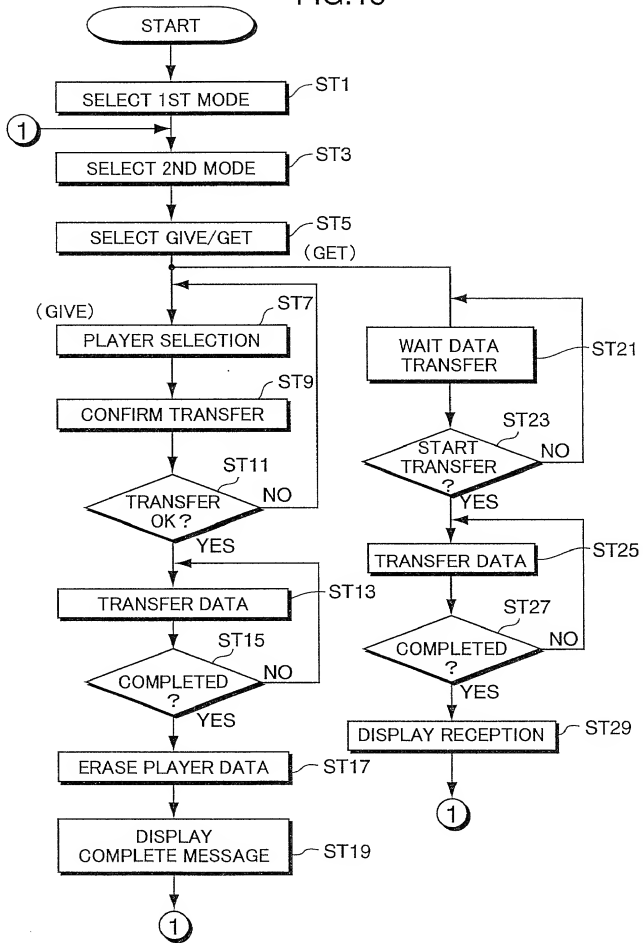 START
SELECT 1ST MODE
ST1
1
SELECT 2ND MODE
ST3
SELECT GIVE/GET
ST5
(GET)
(GIVE)
PLAYER SELECTION
ST7
CONFIRM TRANSFER
ST9
TRANSFER
OK?
ST11
NO
YES
TRANSFER DATA
ST13
COMPLETED
?
ST15
NO
YES
ERASE PLAYER DATA
ST17
DISPLAY
COMPLETE MESSAGE
ST19
1
WAIT DATA
TRANSFER
ST21
START
TRANSFER
?
ST23
NO
YES
TRANSFER DATA
ST25
COMPLETED
?
ST27
NO
YES
DISPLAY RECEPTION
ST29
1